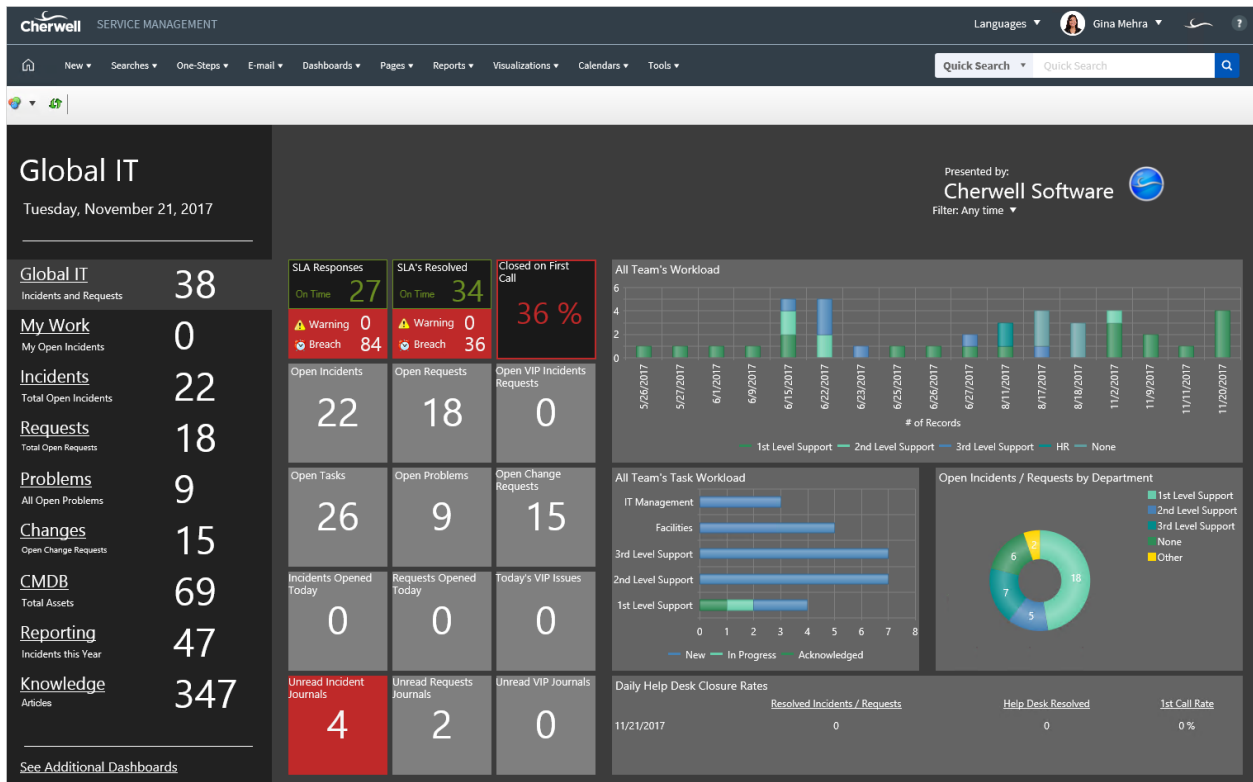 Cherwell SERVICE MANAGEMENT
Languages
Gina Mehra
?
New
Searches
One-Steps
E-mail
Dashboards
Pages
Reports
Visualizations
Calendars
Tools
Quick Search
Quick Search
Global IT
Tuesday, November 21, 2017
Presented by:
Cherwell Software
Filter: Any time
Global IT 38
Incidents and Requests
My Work 0
My Open Incidents
Incidents 22
Total Open Incidents
Requests 18
Total Open Requests
Problems 9
All Open Problems
Changes 15
Open Change Requests
CMDB 69
Total Assets
Reporting 47
Incidents this Year
Knowledge 347
Articles
See Additional Dashboards
SLA Responses
On Time 27
Warning 0
Breach 84
SLA's Resolved
On Time 34
Warning 0
Breach 36
Closed on First
Call
36 %
Open Incidents
22
Open Requests
18
Open VIP Incidents
Requests
0
Open Tasks
26
Open Problems
9
Open Change
Requests
15
Incidents Opened
Today
0
Requests Opened
Today
0
Today's VIP Issues
0
Unread Incident
Journals
4
Unread Requests
Journals
2
Unread VIP Journals
0
All Team's Workload
6
4
2
0
5/26/2017
5/27/2017
6/1/2017
6/9/2017
6/15/2017
6/22/2017
6/23/2017
6/25/2017
6/26/2017
6/27/2017
8/11/2017
8/17/2017
8/18/2017
11/2/2017
11/9/2017
11/11/2017
11/20/2017
# of Records
1st Level Support 2nd Level Support 3rd Level Support HR None
All Team's Task Workload
IT Management
Facilities
3rd Level Support
2nd Level Support
1st Level Support
0 1 2 3 4 5 6 7 8
New In Progress Acknowledged
Open Incidents / Requests by Department
1st Level Support
2nd Level Support
3rd Level Support
None
Other
2
6
18
7
5
Daily Help Desk Closure Rates
Resolved Incidents / Requests Help Desk Resolved 1st Call Rate
11/21/2017 0 0 0 %